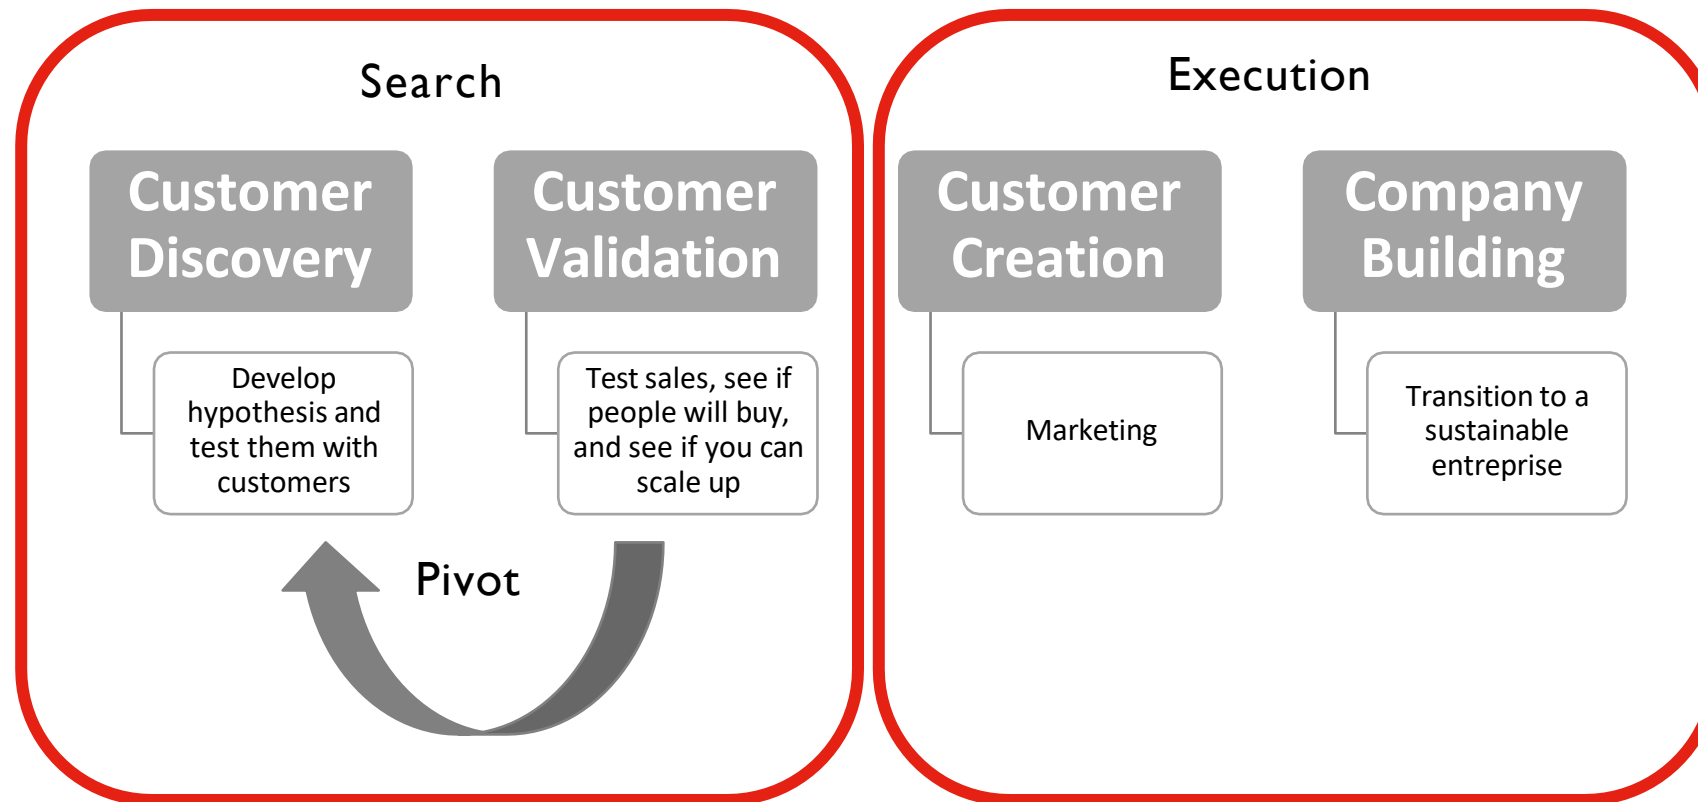 Search
Customer
Discovery
Develop
hypothesis and
test them with
customers
Customer
Validation
Test sales, see if
people will buy,
and see if you can
scale up
Pivot
Execution
Customer
Creation
Marketing
Company
Building
Transition to a
sustainable
entreprise